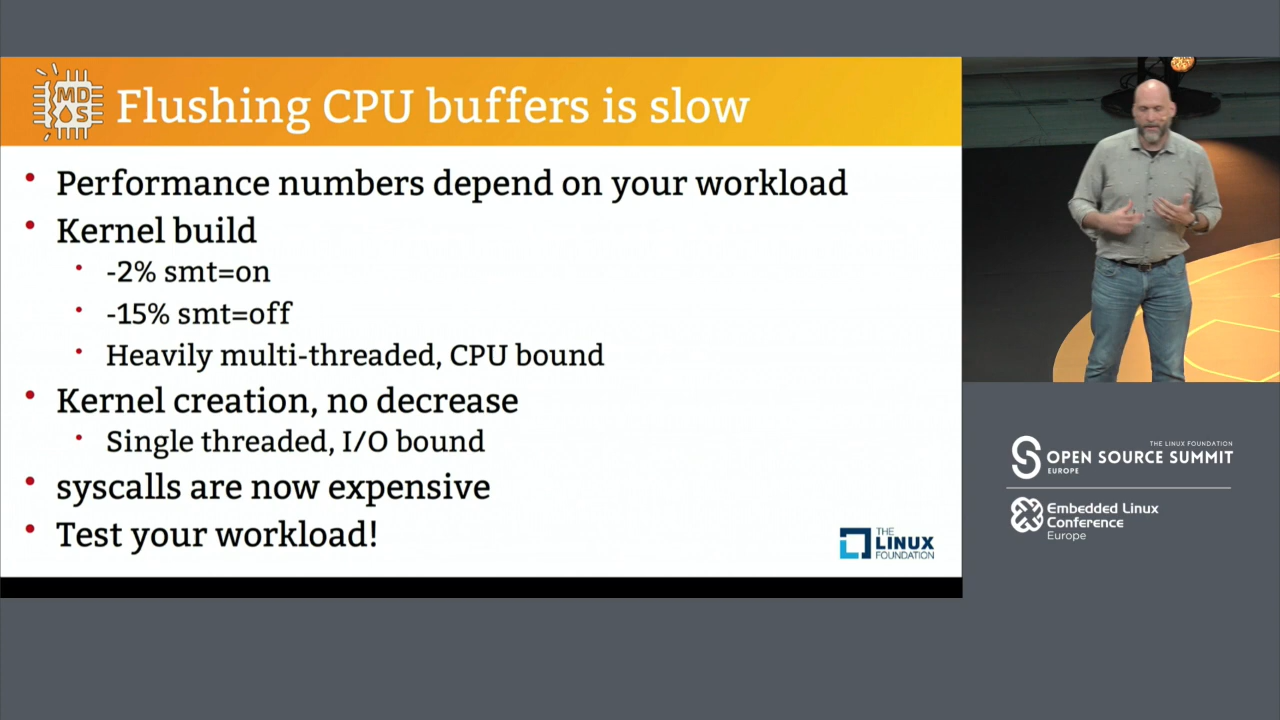 MD
S
Flushing CPU buffers is slow
Performance numbers depend on your workload
Kernel build
-2% smt=on
-15% smt=off
Heavily multi-threaded, CPU bound
Kernel creation, no decrease
Single threaded, I/O bound
syscalls are now expensive
Test your workload!
THE
LINUX
FOUNDATION
THE LINUX FOUNDATION
OPEN SOURCE SUMMIT
EUROPE
Embedded Linux
Conference
Europe